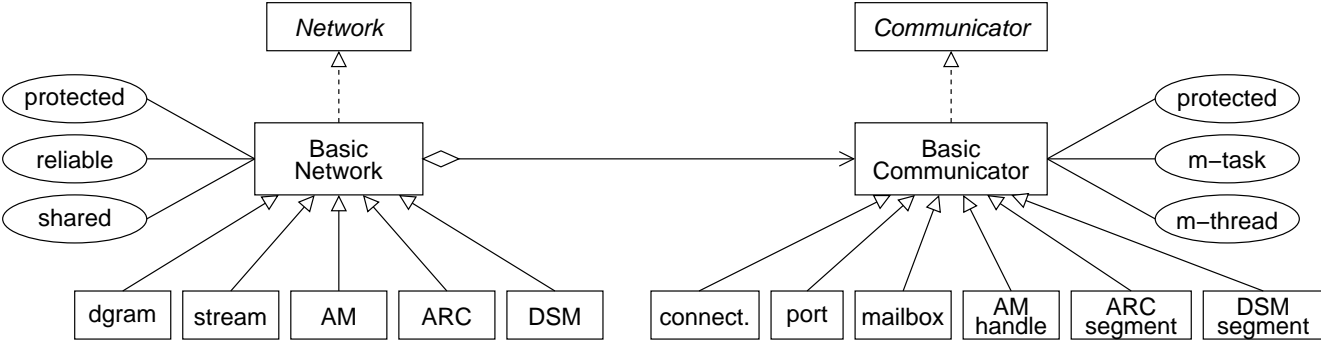 Network
Communicator
protected
reliable
shared
Basic
Network
Basic
Communicator
protected
m−task
m−thread
dgram
stream
AM
ARC
DSM
connect.
port
mailbox
AM
handle
ARC
segment
DSM
segment